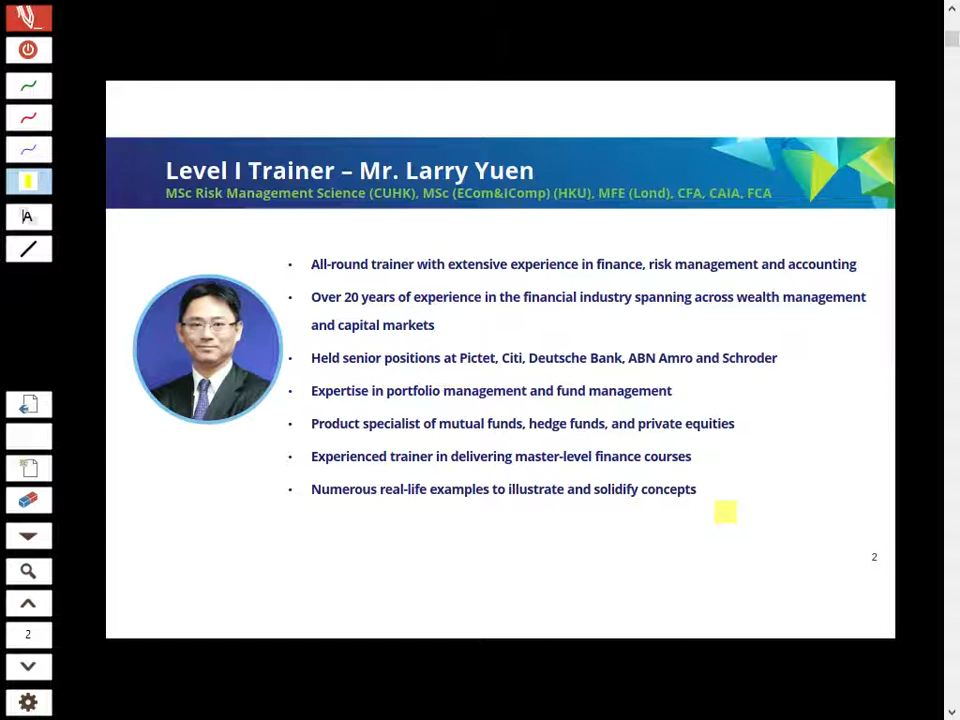 Level I Trainer – Mr. Larry Yuen
MSc Risk Management Science (CUHK), MSc (ECom&IComp) (HKU), MFE (Lond), CFA, CAIA, FCA
• All-round trainer with extensive experience in finance, risk management and accounting
• Over 20 years of experience in the financial industry spanning across wealth management
and capital markets
• Held senior positions at Pictet, Citi, Deutsche Bank, ABN Amro and Schroder
• Expertise in portfolio management and fund management
• Product specialist of mutual funds, hedge funds, and private equities
• Experienced trainer in delivering master-level finance courses
• Numerous real-life examples to illustrate and solidify concepts
2
A
2